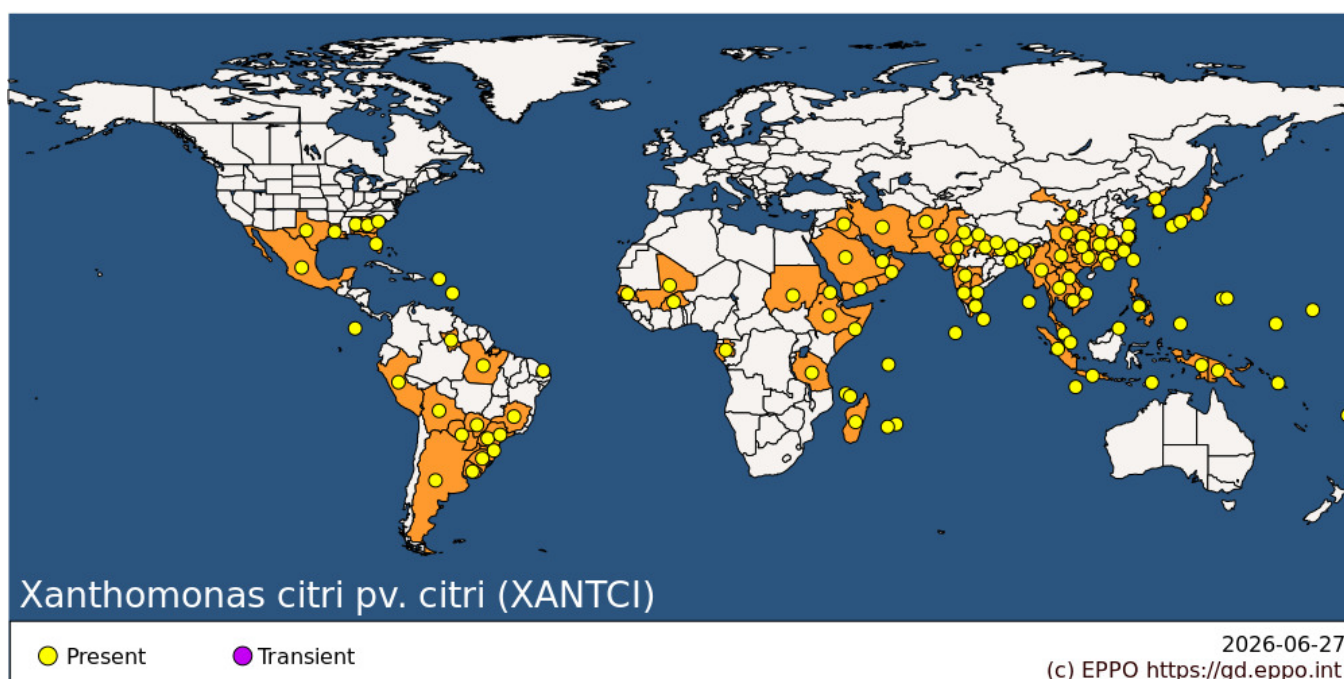 Xanthomonas citri pv. citri (XANTCI)
Present
Transient
2026-06-27
(c) EPPO https://gd.eppo.int